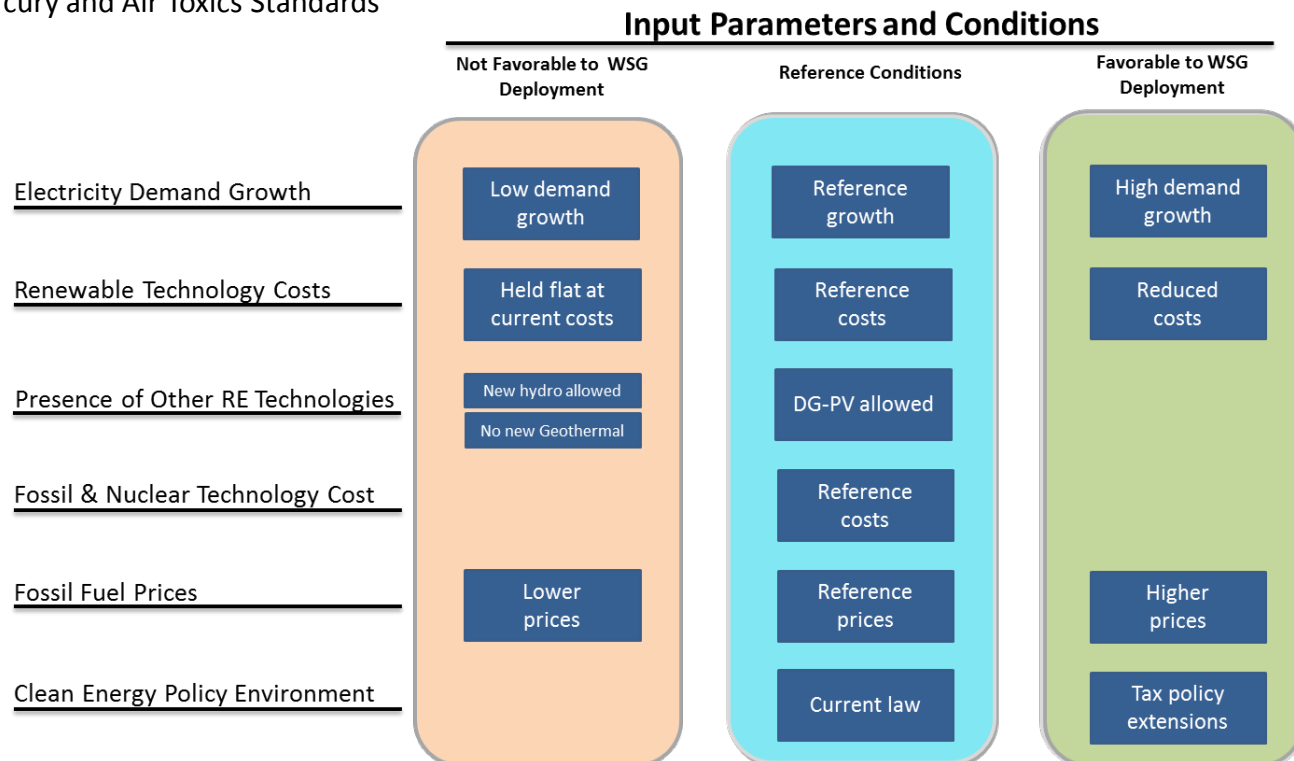 and Air Toxics Standards
Input Parameters and Conditions
Not Favorable to WSG
Deployment
Reference Conditions
Favorable to WSG
Deployment
Electricity Demand Growth
Low demand
growth
Reference
growth
High demand
growth
Renewable Technology Costs
Held flat at
current costs
Reference
costs
Reduced
costs
Presence of Other RE Technologies
New hydro allowed
No new Geothermal
DG-PV allowed
Fossil & Nuclear Technology Cost
Reference
costs
Fossil Fuel Prices
Lower
prices
Reference
prices
Higher
prices
Clean Energy Policy Environment
Current law
Tax policy
extensions